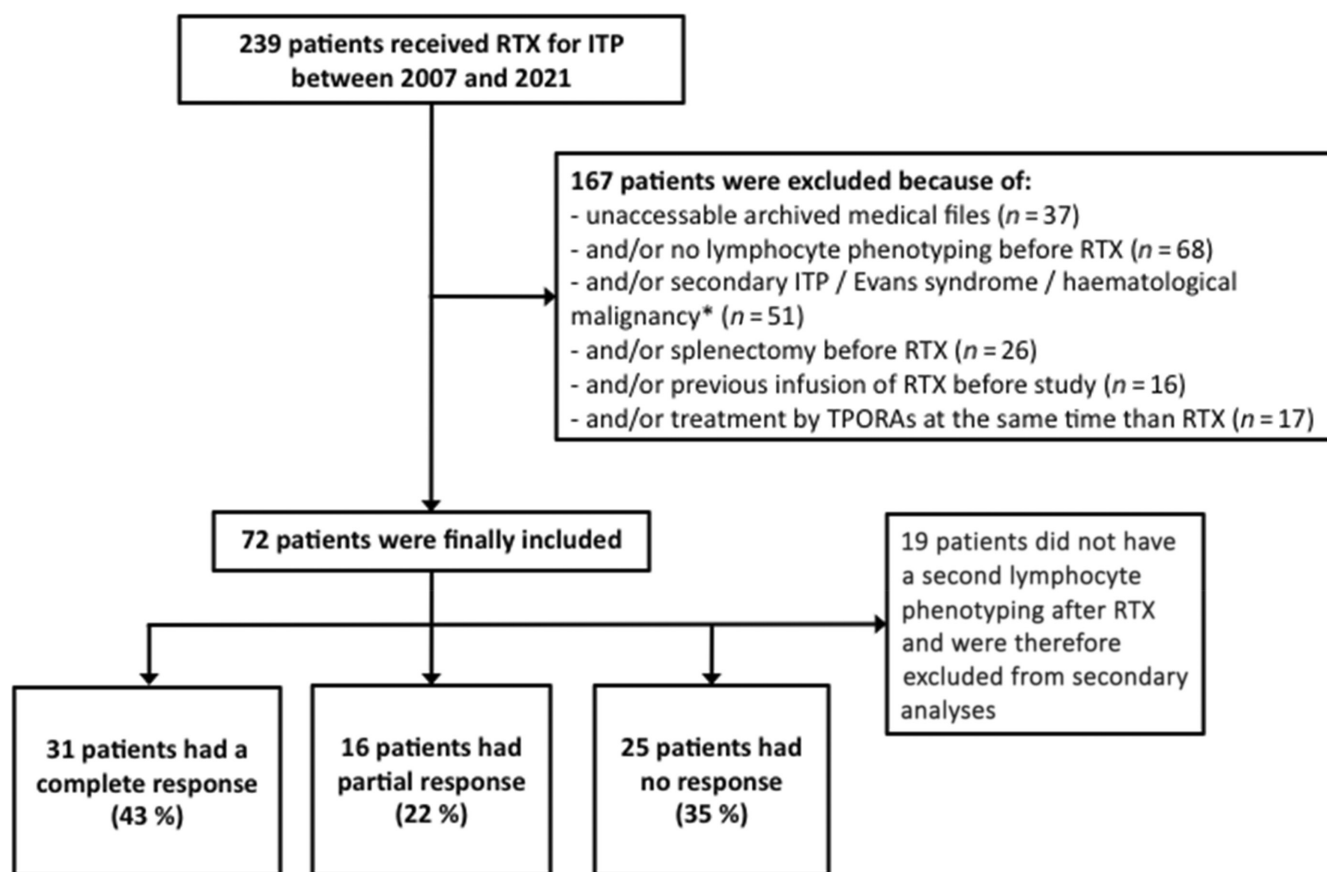 239 patients received RTX for ITP
between 2007 and 2021
167 patients were excluded because of:
- unaccessable archived medical files (n = 37)
- and/or no lymphocyte phenotyping before RTX (n = 68)
- and/or secondary ITP / Evans syndrome / haematological
malignancy* (n = 51)
- and/or splenectomy before RTX (n = 26)
- and/or previous infusion of RTX before study (n = 16)
- and/or treatment by TPORAs at the same time than RTX (n = 17)
72 patients were finally included
19 patients did not have
a second lymphocyte
phenotyping after RTX
and were therefore
excluded from secondary
analyses
31 patients had a
complete response
(43 %)
16 patients had
partial response
(22 %)
25 patients had
no response
(35 %)